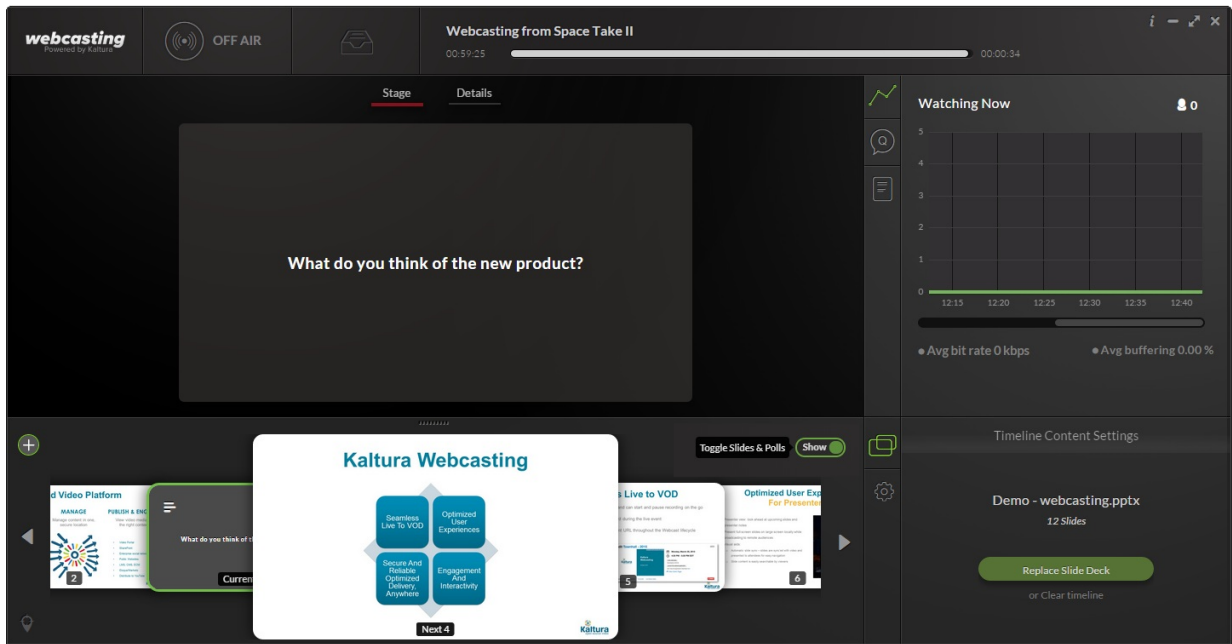 webcasting
Powered by Kaltura
OFF AIR
Webcasting from Space Take II
00:59:25
00:00:34
i
Stage
Details
What do you think of the new product?
Watching Now
0
Q
5
4
3
2
1
0
12:15 12:20 12:25 12:30 12:35 12:40
Avg bit rate 0 kbps
Avg buffering 0.00 %
Toggle Slides & Polls
Show
d Video Platform
MANAGE
PUBLISH & ENG
2
What do you think of th
Curren
Kaltura Webcasting
Seamless
Live To VOD
Optimized
User
Experiences
Secure And
Reliable
Optimized
Delivery,
Anywhere
Engagement
And
Interactivity
Next 4
Kaltura
s Live to VOD
5
Optimized User Exp
For Presente
6
Timeline Content Settings
Demo - webcasting.pptx
12 Slides
Replace Slide Deck
or Clear timeline